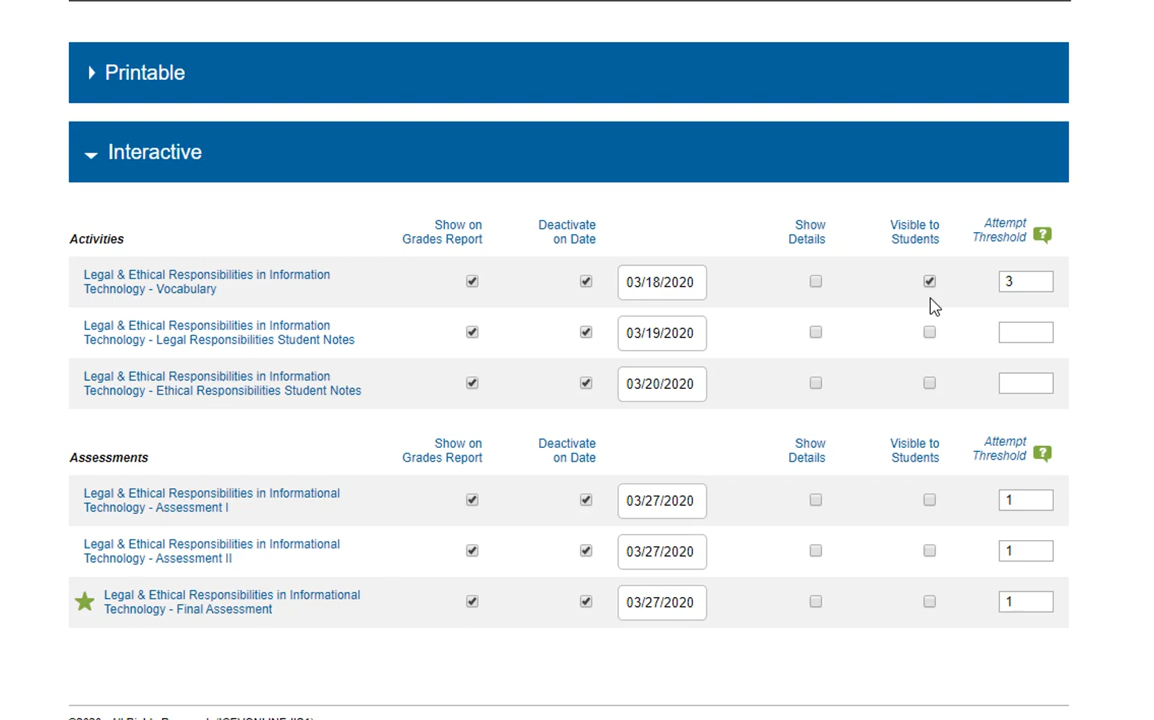 Printable
Interactive
Activities
Show on
Grades Report
Deactivate
on Date
Show
Details
Visible to
Students
Attempt
Threshold
?
Legal & Ethical Responsibilities in Information
Technology - Vocabulary
03/18/2020
3
Legal & Ethical Responsibilities in Information
Technology - Legal Responsibilities Student Notes
03/19/2020
Legal & Ethical Responsibilities in Information
Technology - Ethical Responsibilities Student Notes
03/20/2020
Assessments
Show on
Grades Report
Deactivate
on Date
Show
Details
Visible to
Students
Attempt
Threshold
?
Legal & Ethical Responsibilities in Informational
Technology - Assessment I
03/27/2020
1
Legal & Ethical Responsibilities in Informational
Technology - Assessment II
03/27/2020
1
Legal & Ethical Responsibilities in Informational
Technology - Final Assessment
03/27/2020
1